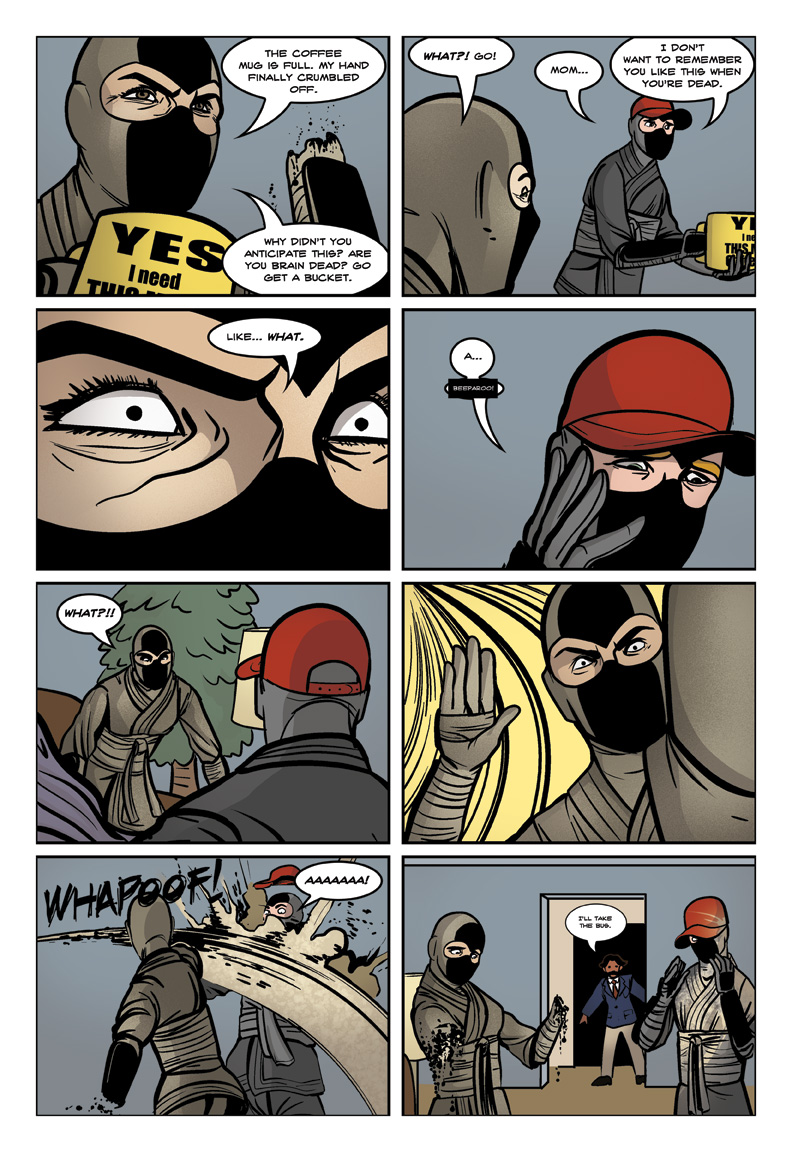 THE COFFEE
MUG IS FULL. MY HAND
FINALLY CRUMBLED
OFF.
YES
I need
WHY DIDN'T YOU
ANTICIPATE THIS? ARE
YOU BRAIN DEAD? GO
GET A BUCKET.
WHAT?! GO!
MOM...
I DON'T
WANT TO REMEMBER
YOU LIKE THIS WHEN
YOU'RE DEAD.
LIKE... WHAT.
A...
BEEPAROO!
WHAT?!!
WHAPOOF!
AAAAAAA!
I'LL TAKE
THE BUS.